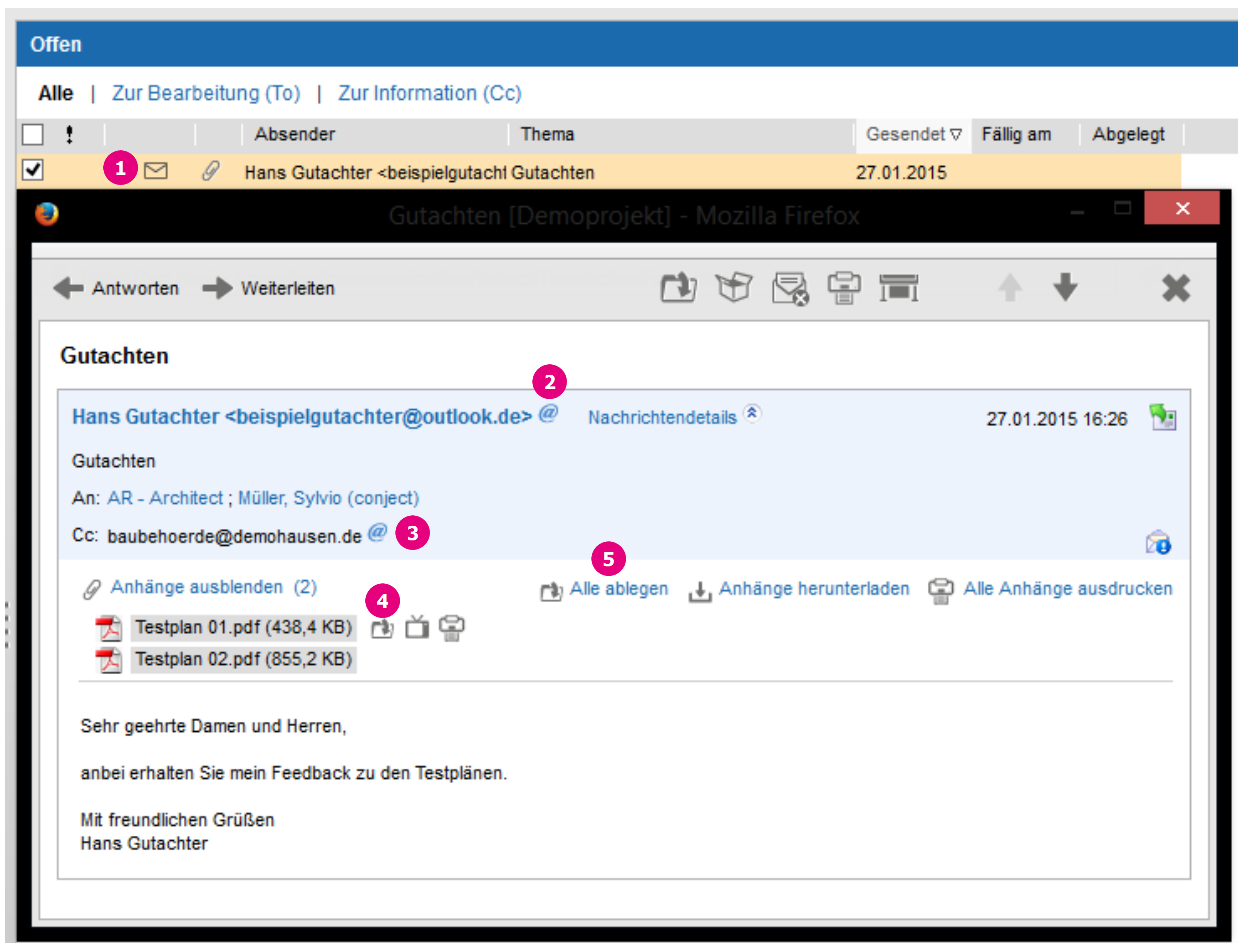 Offen
Alle | Zur Bearbeitung (To) | Zur Information (Cc)
! Absender Thema Gesendet Fällig am Abgelegt
1 Hans Gutachter <beispielgutacht Gutachten 27.01.2015
Gutachten [Demoprojekt] - Mozilla Firefox
Antworten Weiterleiten
Gutachten
2
Hans Gutachter <beispielgutachter@outlook.de> @ Nachrichtendetails 27.01.2015 16:26
Gutachten
An: AR - Architect ; Müller, Sylvio (conject)
Cc: baubehoerde@demohausen.de @ 3
5
Anhänge ausblenden (2) Alle ablegen Anhänge herunterladen Alle Anhänge ausdrucken
4
Testplan 01.pdf (438,4 KB)
Testplan 02.pdf (855,2 KB)
Sehr geehrte Damen und Herren,
anbei erhalten Sie mein Feedback zu den Testplänen.
Mit freundlichen Grüßen
Hans Gutachter